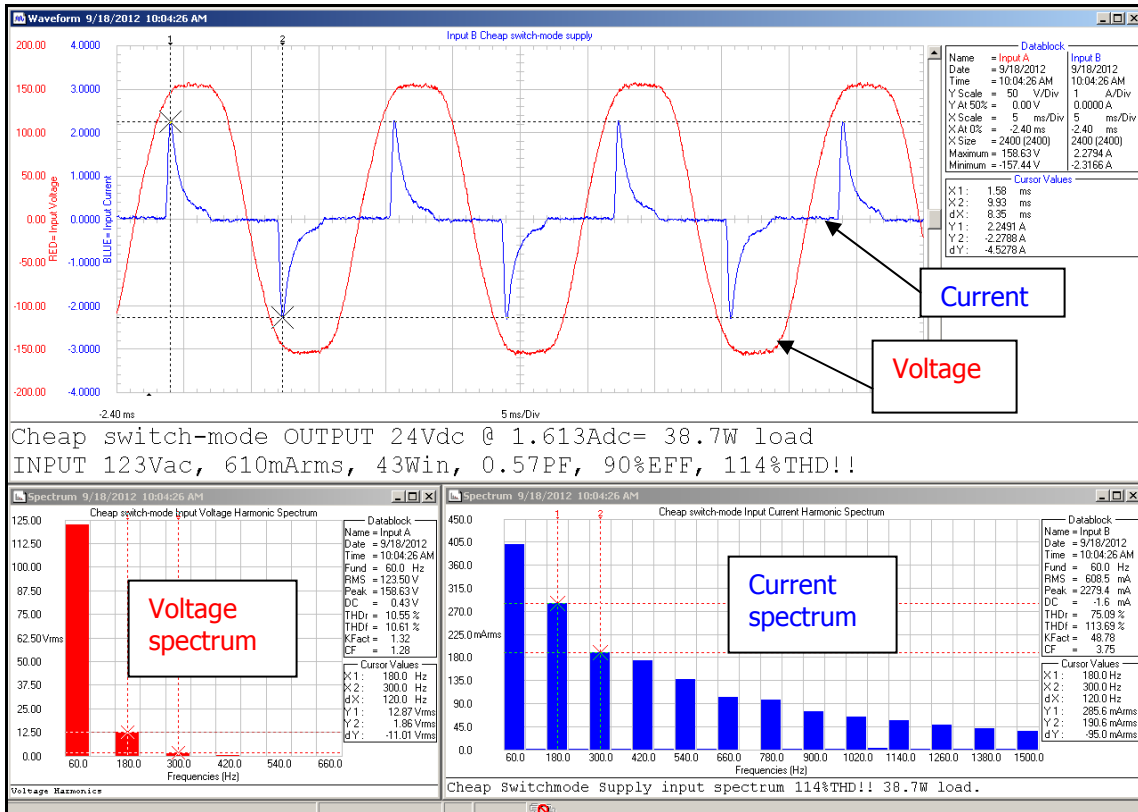 Waveform 9/18/2012 10:04:26 AM
Input B Cheap switch-mode supply
1 2
200.00 4.0000
150.00 3.0000
100.00 2.0000
50.00 1.0000
0.00 0.0000
-50.00 -1.0000
-100.00 -2.0000
-150.00 -3.0000
-200.00 -4.0000
RED= Input Voltage
BLUE= Input Current
-2.40 ms
5 ms/Div
Datablock
Name = Input A Input B
Date = 9/18/2012 9/18/2012
Time = 10:04:26 AM 10:04:26 AM
Y Scale = 50 V/Div 1 A/Div
Y At 50% = 0.00 V 0.0000 A
X Scale = 5 ms/Div 5 ms/Div
X At 0% = -2.40 ms -2.40 ms
X Size = 2400 (2400) 2400 (2400)
Maximum = 158.63 V 2.2794 A
Minimum = -157.44 V -2.3166 A
Cursor Values
X1: 1.58 ms
X2: 9.93 ms
dX: 8.35 ms
Y1: 2.2491 A
Y2: -2.2788 A
dY: -4.5278 A
Current
Voltage
Cheap switch-mode OUTPUT 24Vdc @ 1.613Adc= 38.7W load
INPUT 123Vac, 610mArms, 43Win, 0.57PF, 90%EFF, 114%THD!!
Spectrum 9/18/2012 10:04:26 AM
Cheap switch-mode Input Voltage Harmonic Spectrum
1 2
125.00
112.50
100.00
87.50
75.00
62.50 Vrms
50.00
37.50
25.00
12.50
0.00
60.0 180.0 300.0 420.0 540.0 660.0
Frequencies (Hz)
Voltage spectrum
Datablock
Name = Input A
Date = 9/18/2012
Time = 10:04:26 AM
Fund = 60.0 Hz
RMS = 123.50 V
Peak = 158.63 V
DC = 0.43 V
THDr = 10.55 %
THDf = 10.61 %
KFact = 1.32
CF = 1.28
Cursor Values
X1: 180.0 Hz
X2: 300.0 Hz
dX: 120.0 Hz
Y1: 12.87 Vrms
Y2: 1.86 Vrms
dY: -11.01 Vrms
Voltage Harmonics
Spectrum 9/18/2012 10:04:26 AM
Cheap switch-mode Input Current Harmonic Spectrum
1 2
450.0
405.0
360.0
315.0
270.0
225.0 mArms
180.0
135.0
90.0
45.0
0.0
60.0 180.0 300.0 420.0 540.0 660.0 780.0 900.0 1020.0 1140.0 1260.0 1380.0 1500.0
Frequencies (Hz)
Current
spectrum
Datablock
Name = Input B
Date = 9/18/2012
Time = 10:04:26 AM
Fund = 60.0 Hz
RMS = 608.5 mA
Peak = 2279.4 mA
DC = -1.6 mA
THDr = 75.09 %
THDf = 113.69 %
KFact = 48.78
CF = 3.75
Cursor Values
X1: 180.0 Hz
X2: 300.0 Hz
dX: 120.0 Hz
Y1: 285.6 mArms
Y2: 190.6 mArms
dY: -95.0 mArms
Cheap Switchmode Supply input spectrum 114%THD!! 38.7W load.